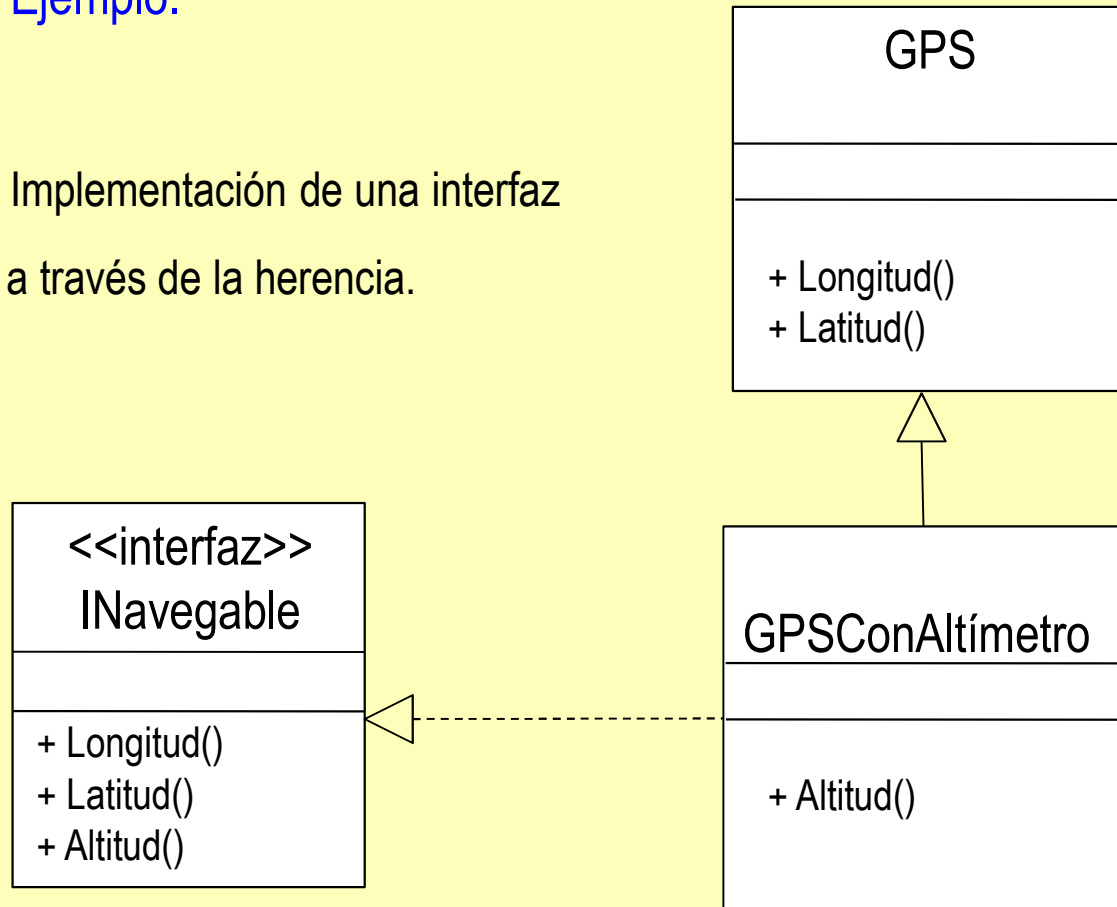 Ejemplo:
Implementación de una interfaz
a través de la herencia.
GPS
+ Longitud()
+ Latitud()
<<interfaz>>
INavegable
+ Longitud()
+ Latitud()
+ Altitud()
GPSConAltímetro
+ Altitud()